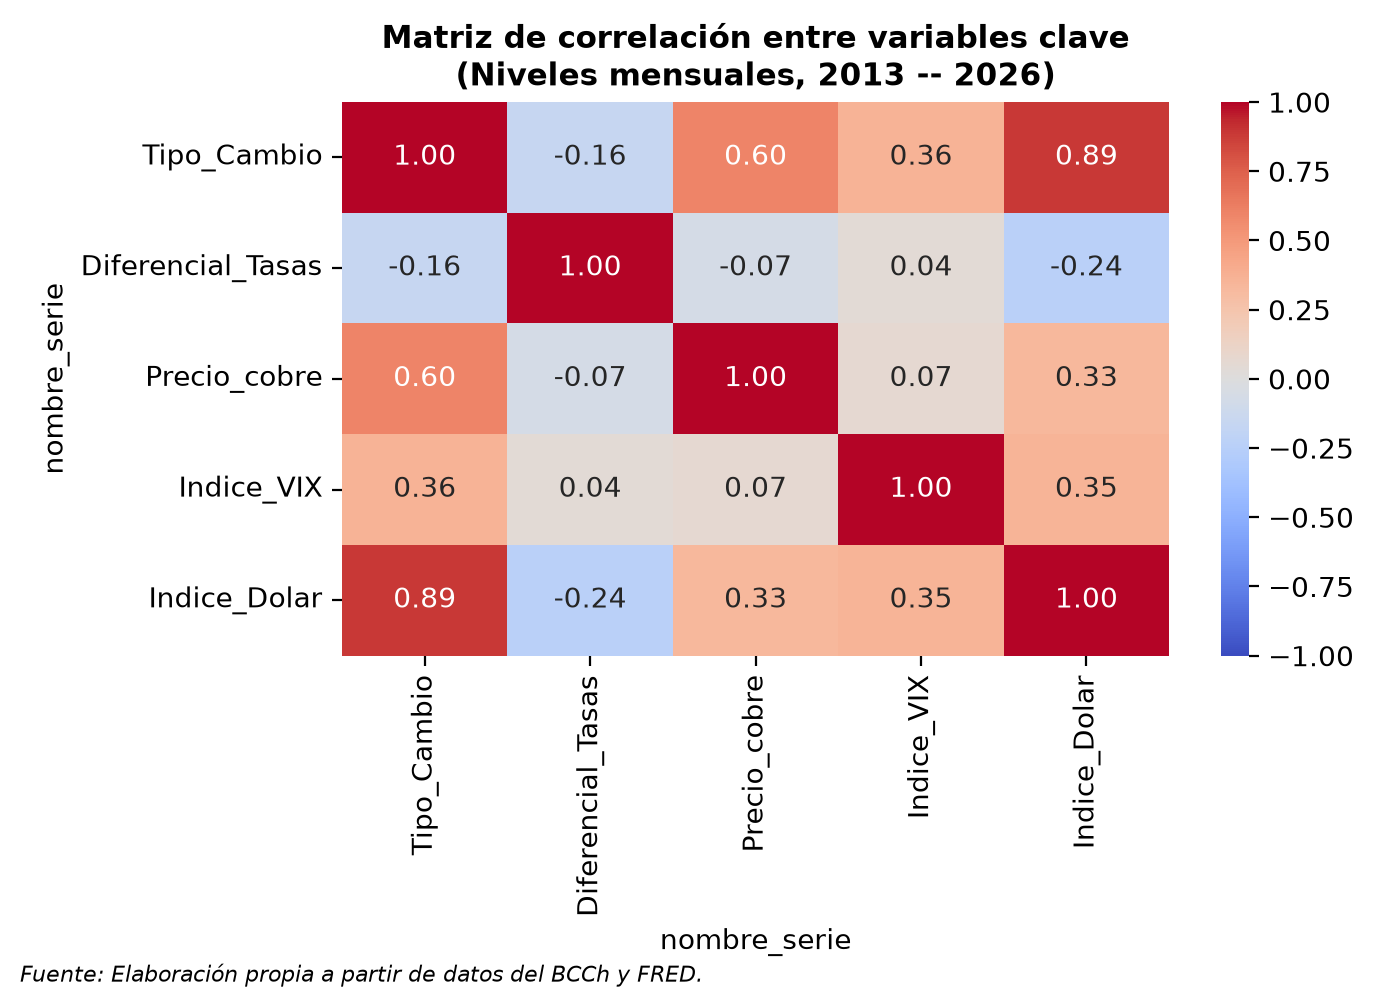 Matriz de correlación entre variables clave
(Niveles mensuales, 2013 -- 2026)
Tipo_Cambio 1.00 -0.16 0.60 0.36 0.89
Diferencial_Tasas -0.16 1.00 -0.07 0.04 -0.24
Precio_cobre 0.60 -0.07 1.00 0.07 0.33
Indice_VIX 0.36 0.04 0.07 1.00 0.35
Indice_Dolar 0.89 -0.24 0.33 0.35 1.00
nombre_serie
Tipo_Cambio
Diferencial_Tasas
Precio_cobre
Indice_VIX
Indice_Dolar
nombre_serie
1.00
0.75
0.50
0.25
0.00
−0.25
−0.50
−0.75
−1.00
Fuente: Elaboración propia a partir de datos del BCCh y FRED.